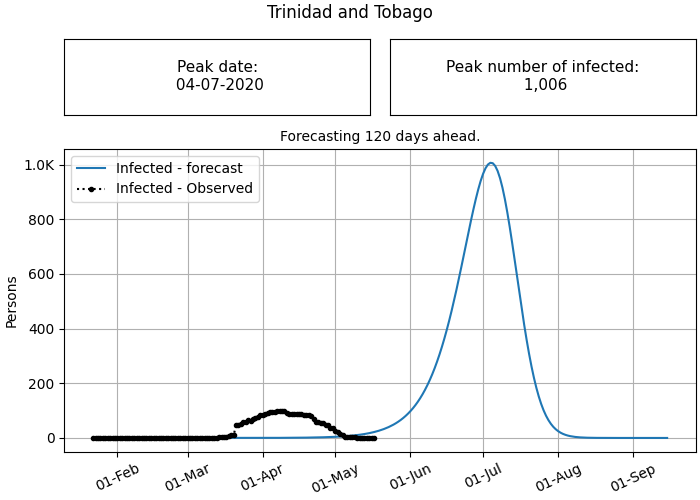 Trinidad and Tobago
Peak date:
04-07-2020
Peak number of infected:
1,006
Forecasting 120 days ahead.
Infected - forecast
Infected - Observed
1.0K
800
600
400
200
0
Persons
01-Feb
01-Mar
01-Apr
01-May
01-Jun
01-Jul
01-Aug
01-Sep